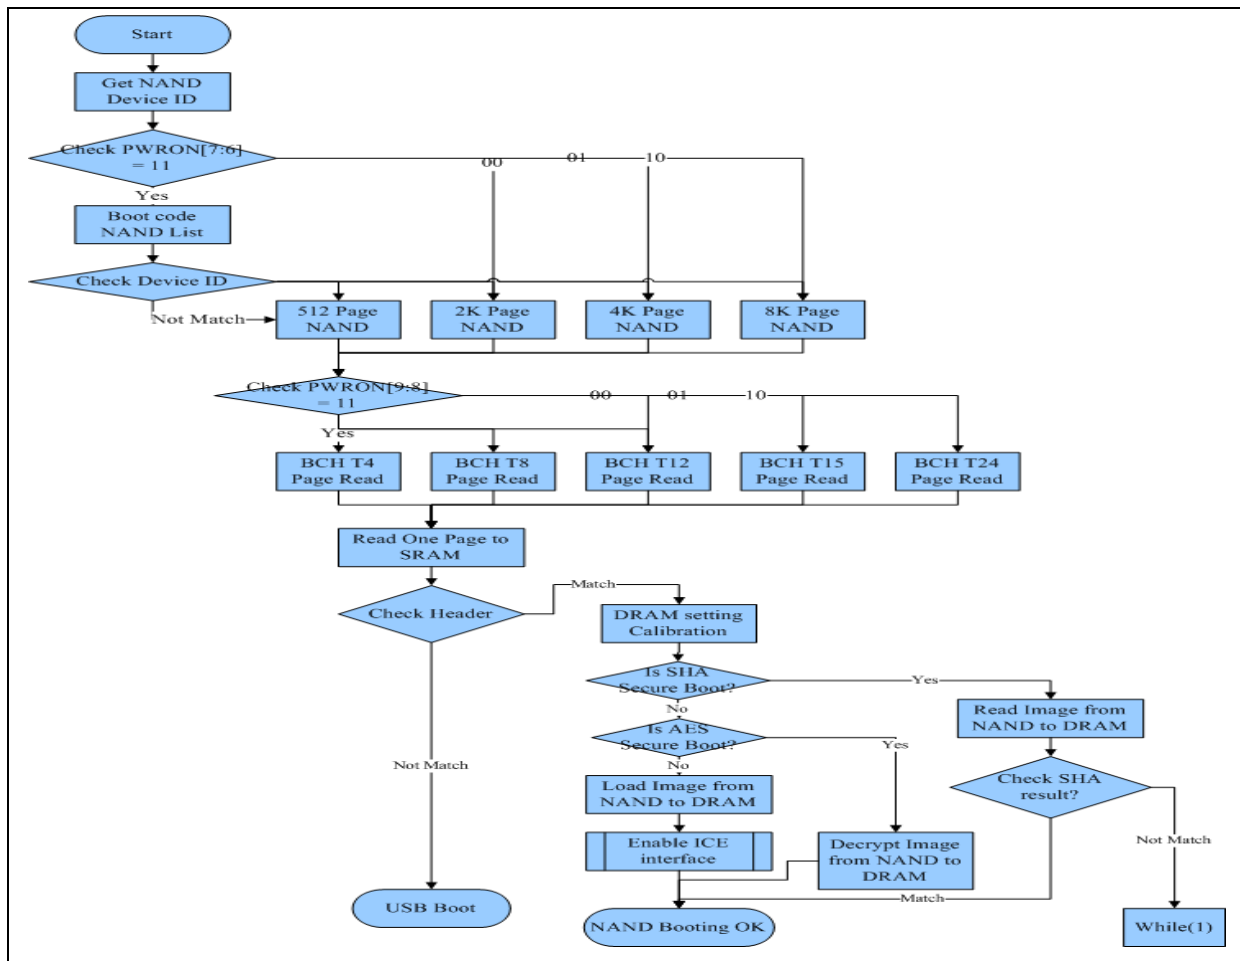 Start
Get NAND
Device ID
Check PWRON[7:6]
= 11
00
01
10
Yes
Boot code
NAND List
Check Device ID
Not Match
512 Page
NAND
2K Page
NAND
4K Page
NAND
8K Page
NAND
Check PWRON[9:8]
= 11
00
01
10
Yes
BCH T4
Page Read
BCH T8
Page Read
BCH T12
Page Read
BCH T15
Page Read
BCH T24
Page Read
Read One Page to
SRAM
Check Header
Match
DRAM setting
Calibration
Is SHA
Secure Boot?
Yes
No
Read Image from
NAND to DRAM
Is AES
Secure Boot?
Yes
No
Not Match
Load Image from
NAND to DRAM
Check SHA
result?
Enable ICE
interface
Decrypt Image
from NAND to
DRAM
Not Match
Match
USB Boot
NAND Booting OK
While(1)